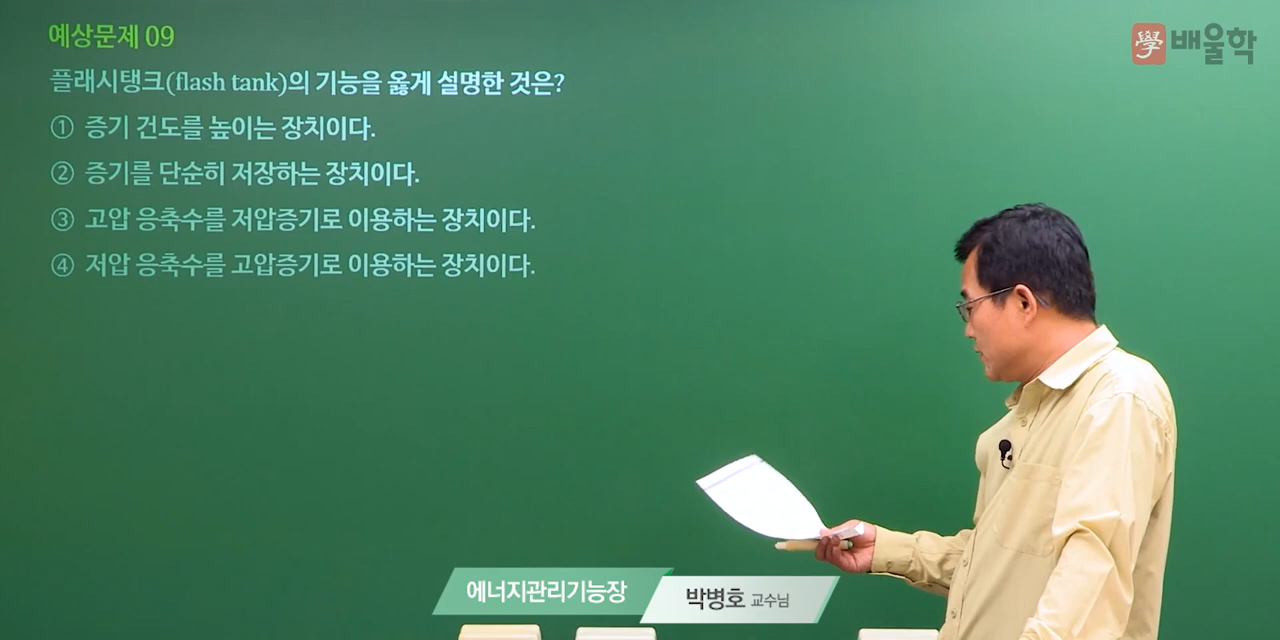 예상문제 09
學 배울학
플래시탱크(flash tank)의 기능을 옳게 설명한 것은?
① 증기 건도를 높이는 장치이다.
② 증기를 단순히 저장하는 장치이다.
③ 고압 응축수를 저압증기로 이용하는 장치이다.
④ 저압 응축수를 고압증기로 이용하는 장치이다.
에너지관리기능장
박병호 교수님